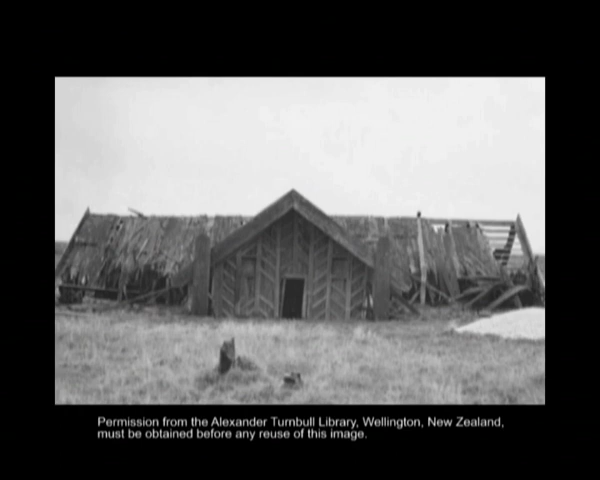 Permission from the Alexander Turnbull Library, Wellington, New Zealand,
must be obtained before any reuse of this image.